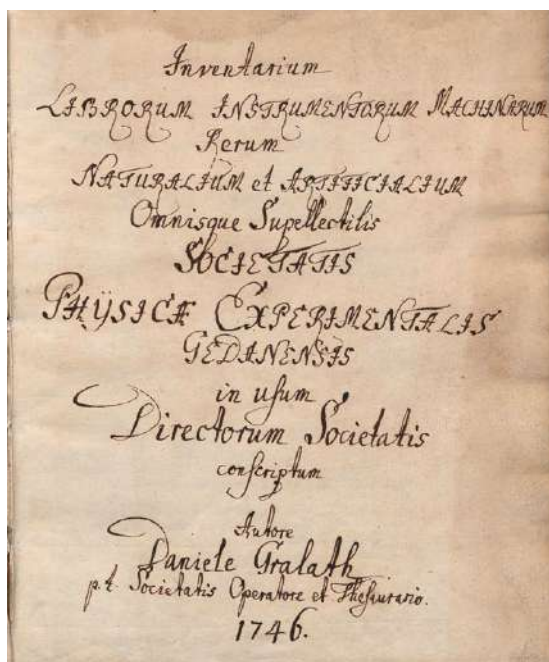 Inventarium
LIBRORUM INSTRUMENTORUM MACHINARUM
Rerum
NATURALIUM et ARTIFICIALIUM
Omnisque Supellectilis
SOCIETATIS
PHŸSICÆ EXPERIMENTALIS
GEDANENSIS
in uſum
Directorum Societatis
conſcriptum
Autore
Daniele Gralath
p.t. Societatis Operatore et Theſaurario.
1746.